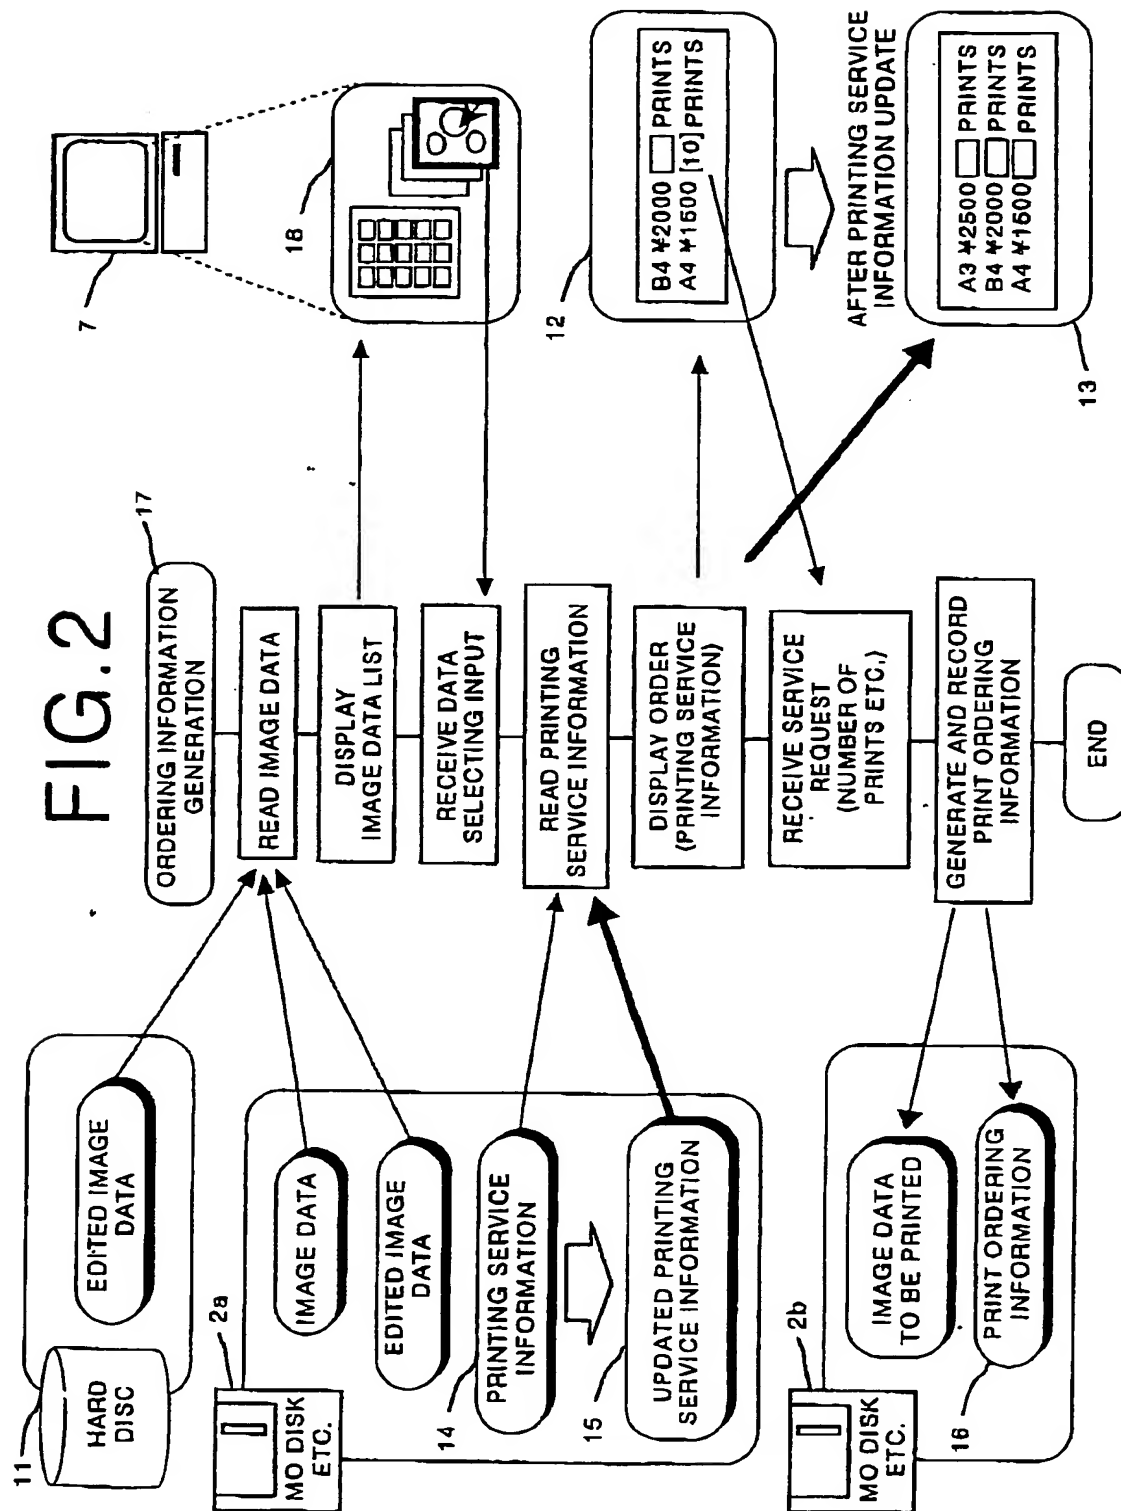 FIG.2
11
HARD
DISC
EDITED IMAGE
DATA
2a
MO DISK
ETC.
IMAGE DATA
EDITED IMAGE
DATA
14
PRINTING SERVICE
INFORMATION
15
UPDATED PRINTING
SERVICE INFORMATION
2b
MO DISK
ETC.
IMAGE DATA
TO BE PRINTED
16
PRINT ORDERING
INFORMATION
17
ORDERING INFORMATION
GENERATION
READ IMAGE DATA
DISPLAY
IMAGE DATA LIST
RECEIVE DATA
SELECTING INPUT
READ PRINTING
SERVICE INFORMATION
DISPLAY ORDER
(PRINTING SERVICE
INFORMATION)
RECEIVE SERVICE
REQUEST
(NUMBER OF
PRINTS ETC.)
GENERATE AND RECORD
PRINT ORDERING
INFORMATION
END
7
18
12
B4 ¥2000 PRINTS
A4 ¥1500 [10] PRINTS
AFTER PRINTING SERVICE
INFORMATION UPDATE
13
A3 ¥2500 PRINTS
B4 ¥2000 PRINTS
A4 ¥1500 PRINTS